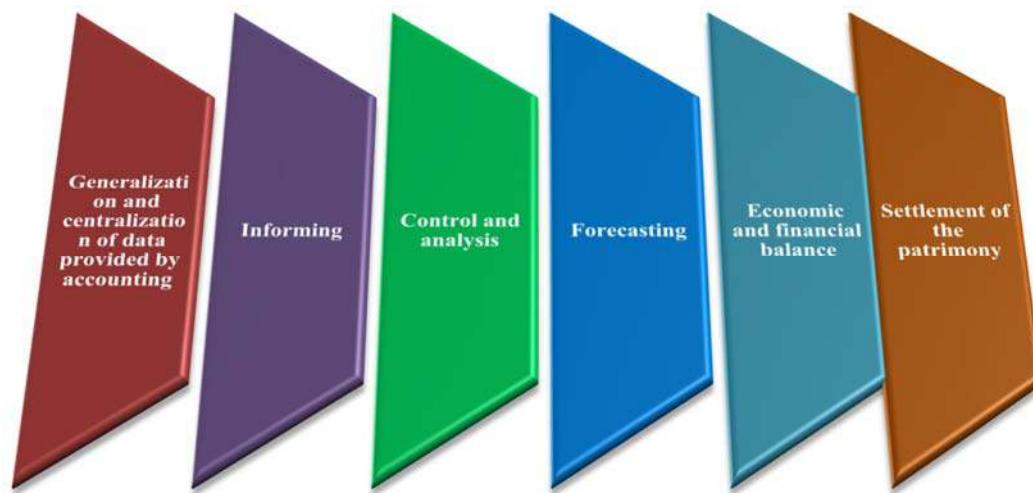 Generalizati
on and
centralizatio
n of data
provided by
accounting
Informing
Control and
analysis
Forecasting
Economic
and financial
balance
Settlement of
the
patrimony